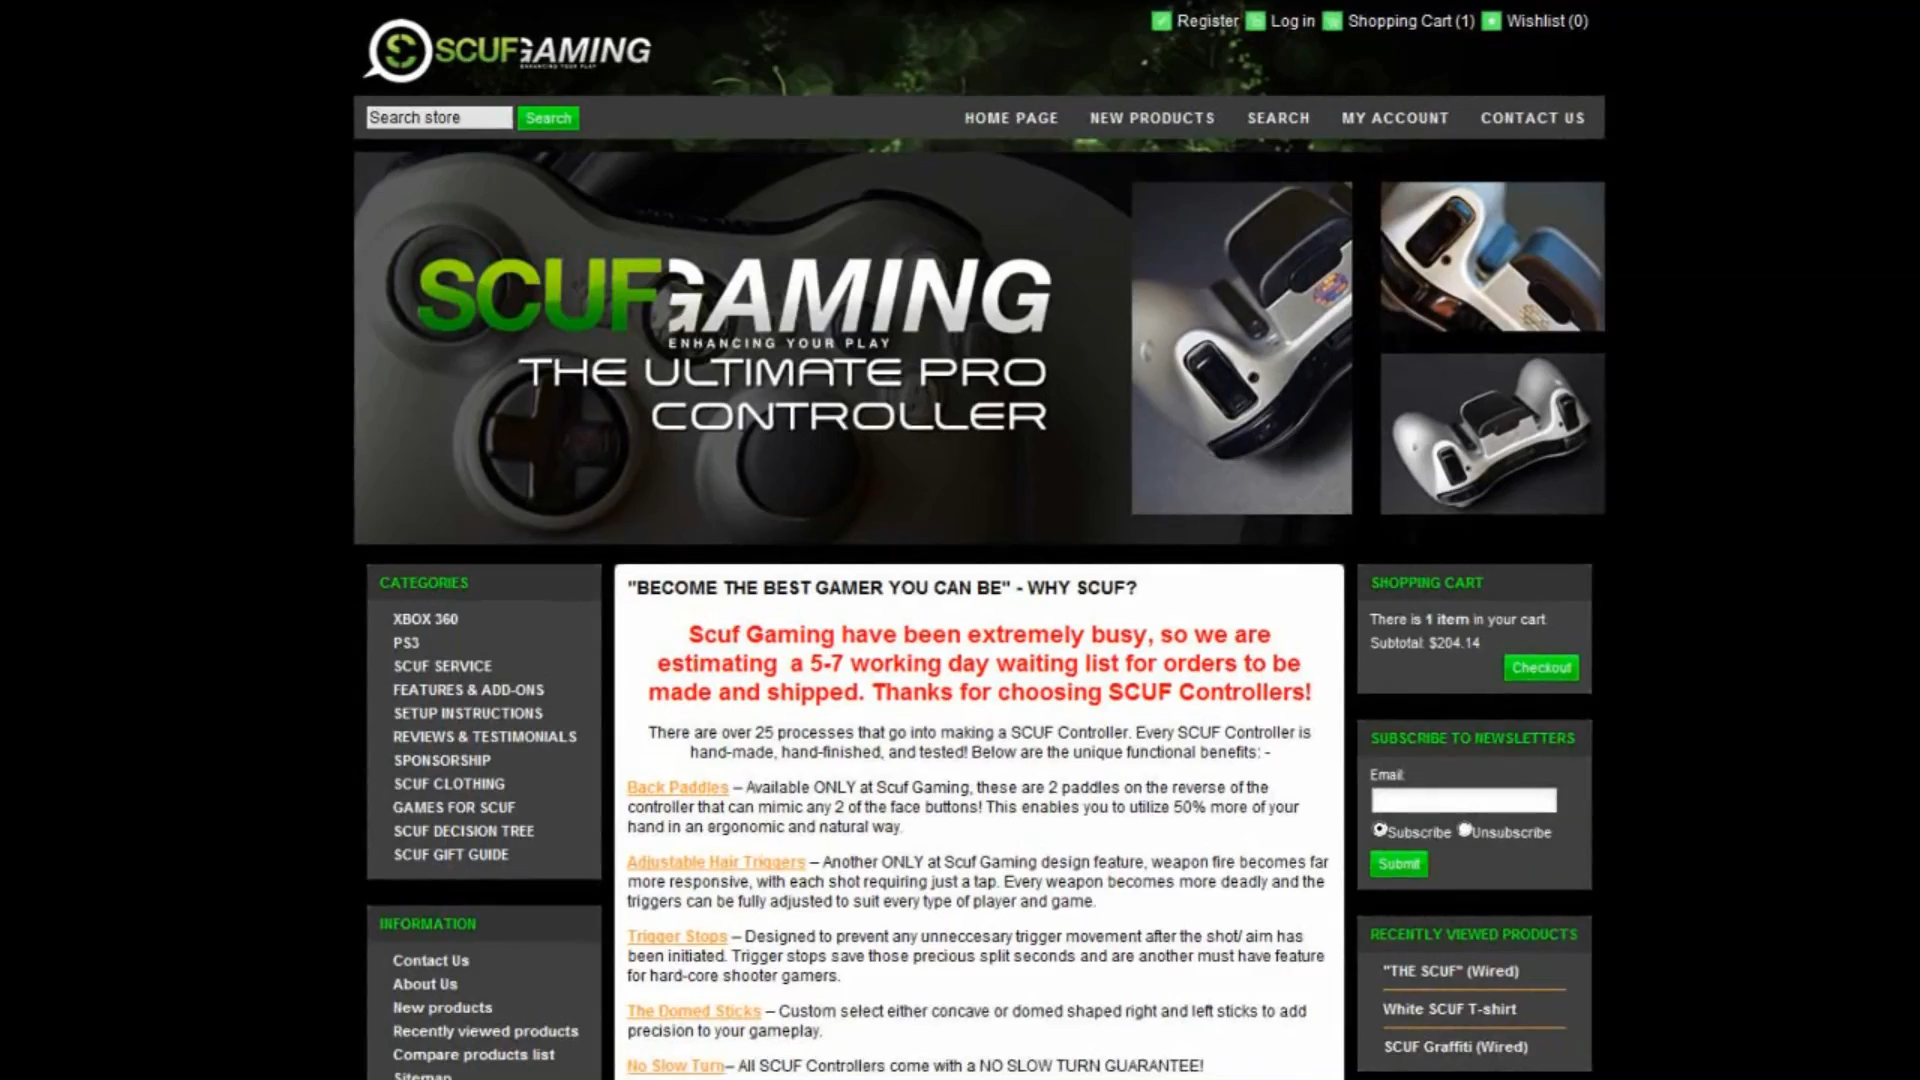 Register Log in Shopping Cart (1) Wishlist (0)
SCUFGAMING
ENHANCING YOUR PLAY
Search store Search HOME PAGE NEW PRODUCTS SEARCH MY ACCOUNT CONTACT US
SCUFGAMING
ENHANCING YOUR PLAY
THE ULTIMATE PRO
CONTROLLER
CATEGORIES
XBOX 360
PS3
SCUF SERVICE
FEATURES & ADD-ONS
SETUP INSTRUCTIONS
REVIEWS & TESTIMONIALS
SPONSORSHIP
SCUF CLOTHING
GAMES FOR SCUF
SCUF DECISION TREE
SCUF GIFT GUIDE
INFORMATION
Contact Us
About Us
New products
Recently viewed products
Compare products list
Sitemap
"BECOME THE BEST GAMER YOU CAN BE" - WHY SCUF?
Scuf Gaming have been extremely busy, so we are
estimating a 5-7 working day waiting list for orders to be
made and shipped. Thanks for choosing SCUF Controllers!
There are over 25 processes that go into making a SCUF Controller. Every SCUF Controller is
hand-made, hand-finished, and tested! Below are the unique functional benefits: -
Back Paddles – Available ONLY at Scuf Gaming, these are 2 paddles on the reverse of the
controller that can mimic any 2 of the face buttons! This enables you to utilize 50% more of your
hand in an ergonomic and natural way.
Adjustable Hair Triggers – Another ONLY at Scuf Gaming design feature, weapon fire becomes far
more responsive, with each shot requiring just a tap. Every weapon becomes more deadly and the
triggers can be fully adjusted to suit every type of player and game.
Trigger Stops – Designed to prevent any unneccesary trigger movement after the shot/ aim has
been initiated. Trigger stops save those precious split seconds and are another must have feature
for hard-core shooter gamers.
The Domed Sticks – Custom select either concave or domed shaped right and left sticks to add
precision to your gameplay.
No Slow Turn– All SCUF Controllers come with a NO SLOW TURN GUARANTEE!
SHOPPING CART
There is 1 item in your cart
Subtotal: $204.14
Checkout
SUBSCRIBE TO NEWSLETTERS
Email:
Subscribe Unsubscribe
Submit
RECENTLY VIEWED PRODUCTS
"THE SCUF" (Wired)
White SCUF T-shirt
SCUF Graffiti (Wired)